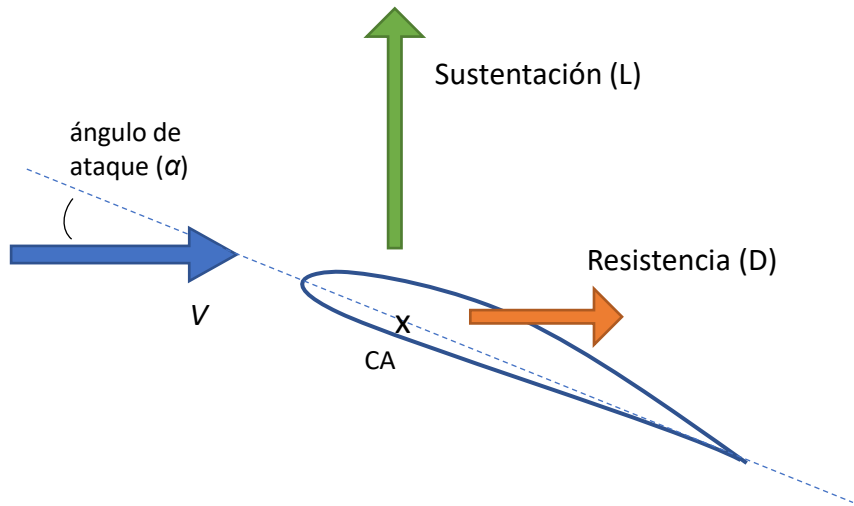 Sustentación (L)
ángulo de
ataque (α)
Resistencia (D)
V
x
CA